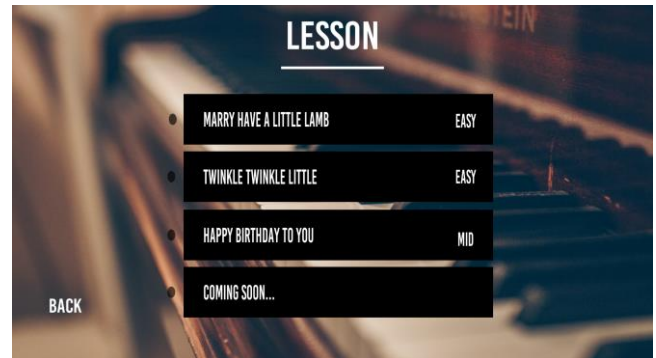 LESSON
MARRY HAVE A LITTLE LAMB EASY
TWINKLE TWINKLE LITTLE EASY
HAPPY BIRTHDAY TO YOU MID
COMING SOON...
BACK